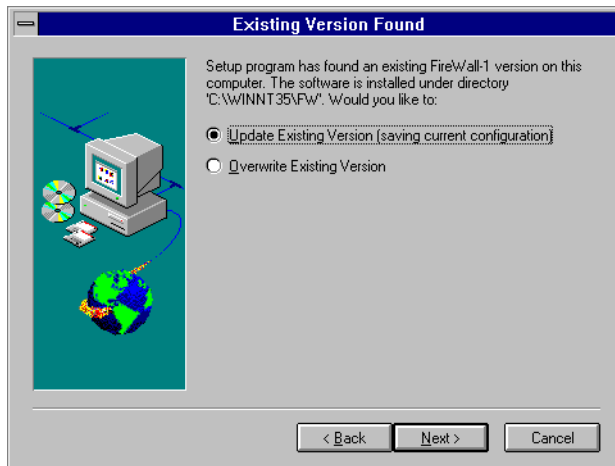 Existing Version Found
Setup program has found an existing FireWall-1 version on this
computer. The software is installed under directory
'C:\WINNT35\FW'. Would you like to:
Update Existing Version (saving current configuration)
Overwrite Existing Version
< Back
Next >
Cancel